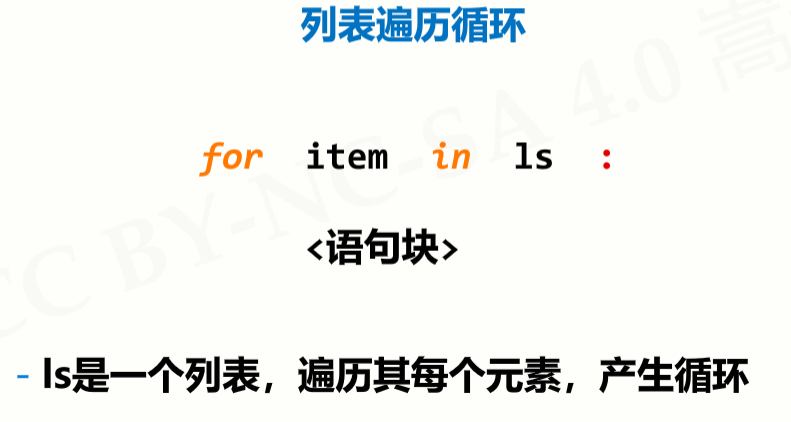 列表遍历循环
for item in ls :
<语句块>
- ls是一个列表，遍历其每个元素，产生循环
CC BY-NC-SA 4.0 嵩